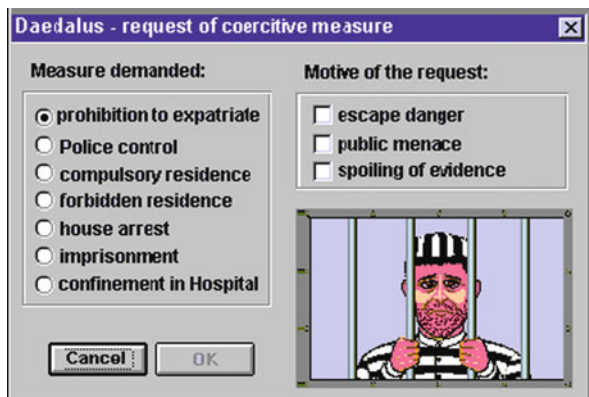 Daedalus - request of coercitive measure
Measure demanded:
prohibition to expatriate
Police control
compulsory residence
forbidden residence
house arrest
imprisonment
confinement in Hospital
Motive of the request:
escape danger
public menace
spoiling of evidence
Cancel
OK